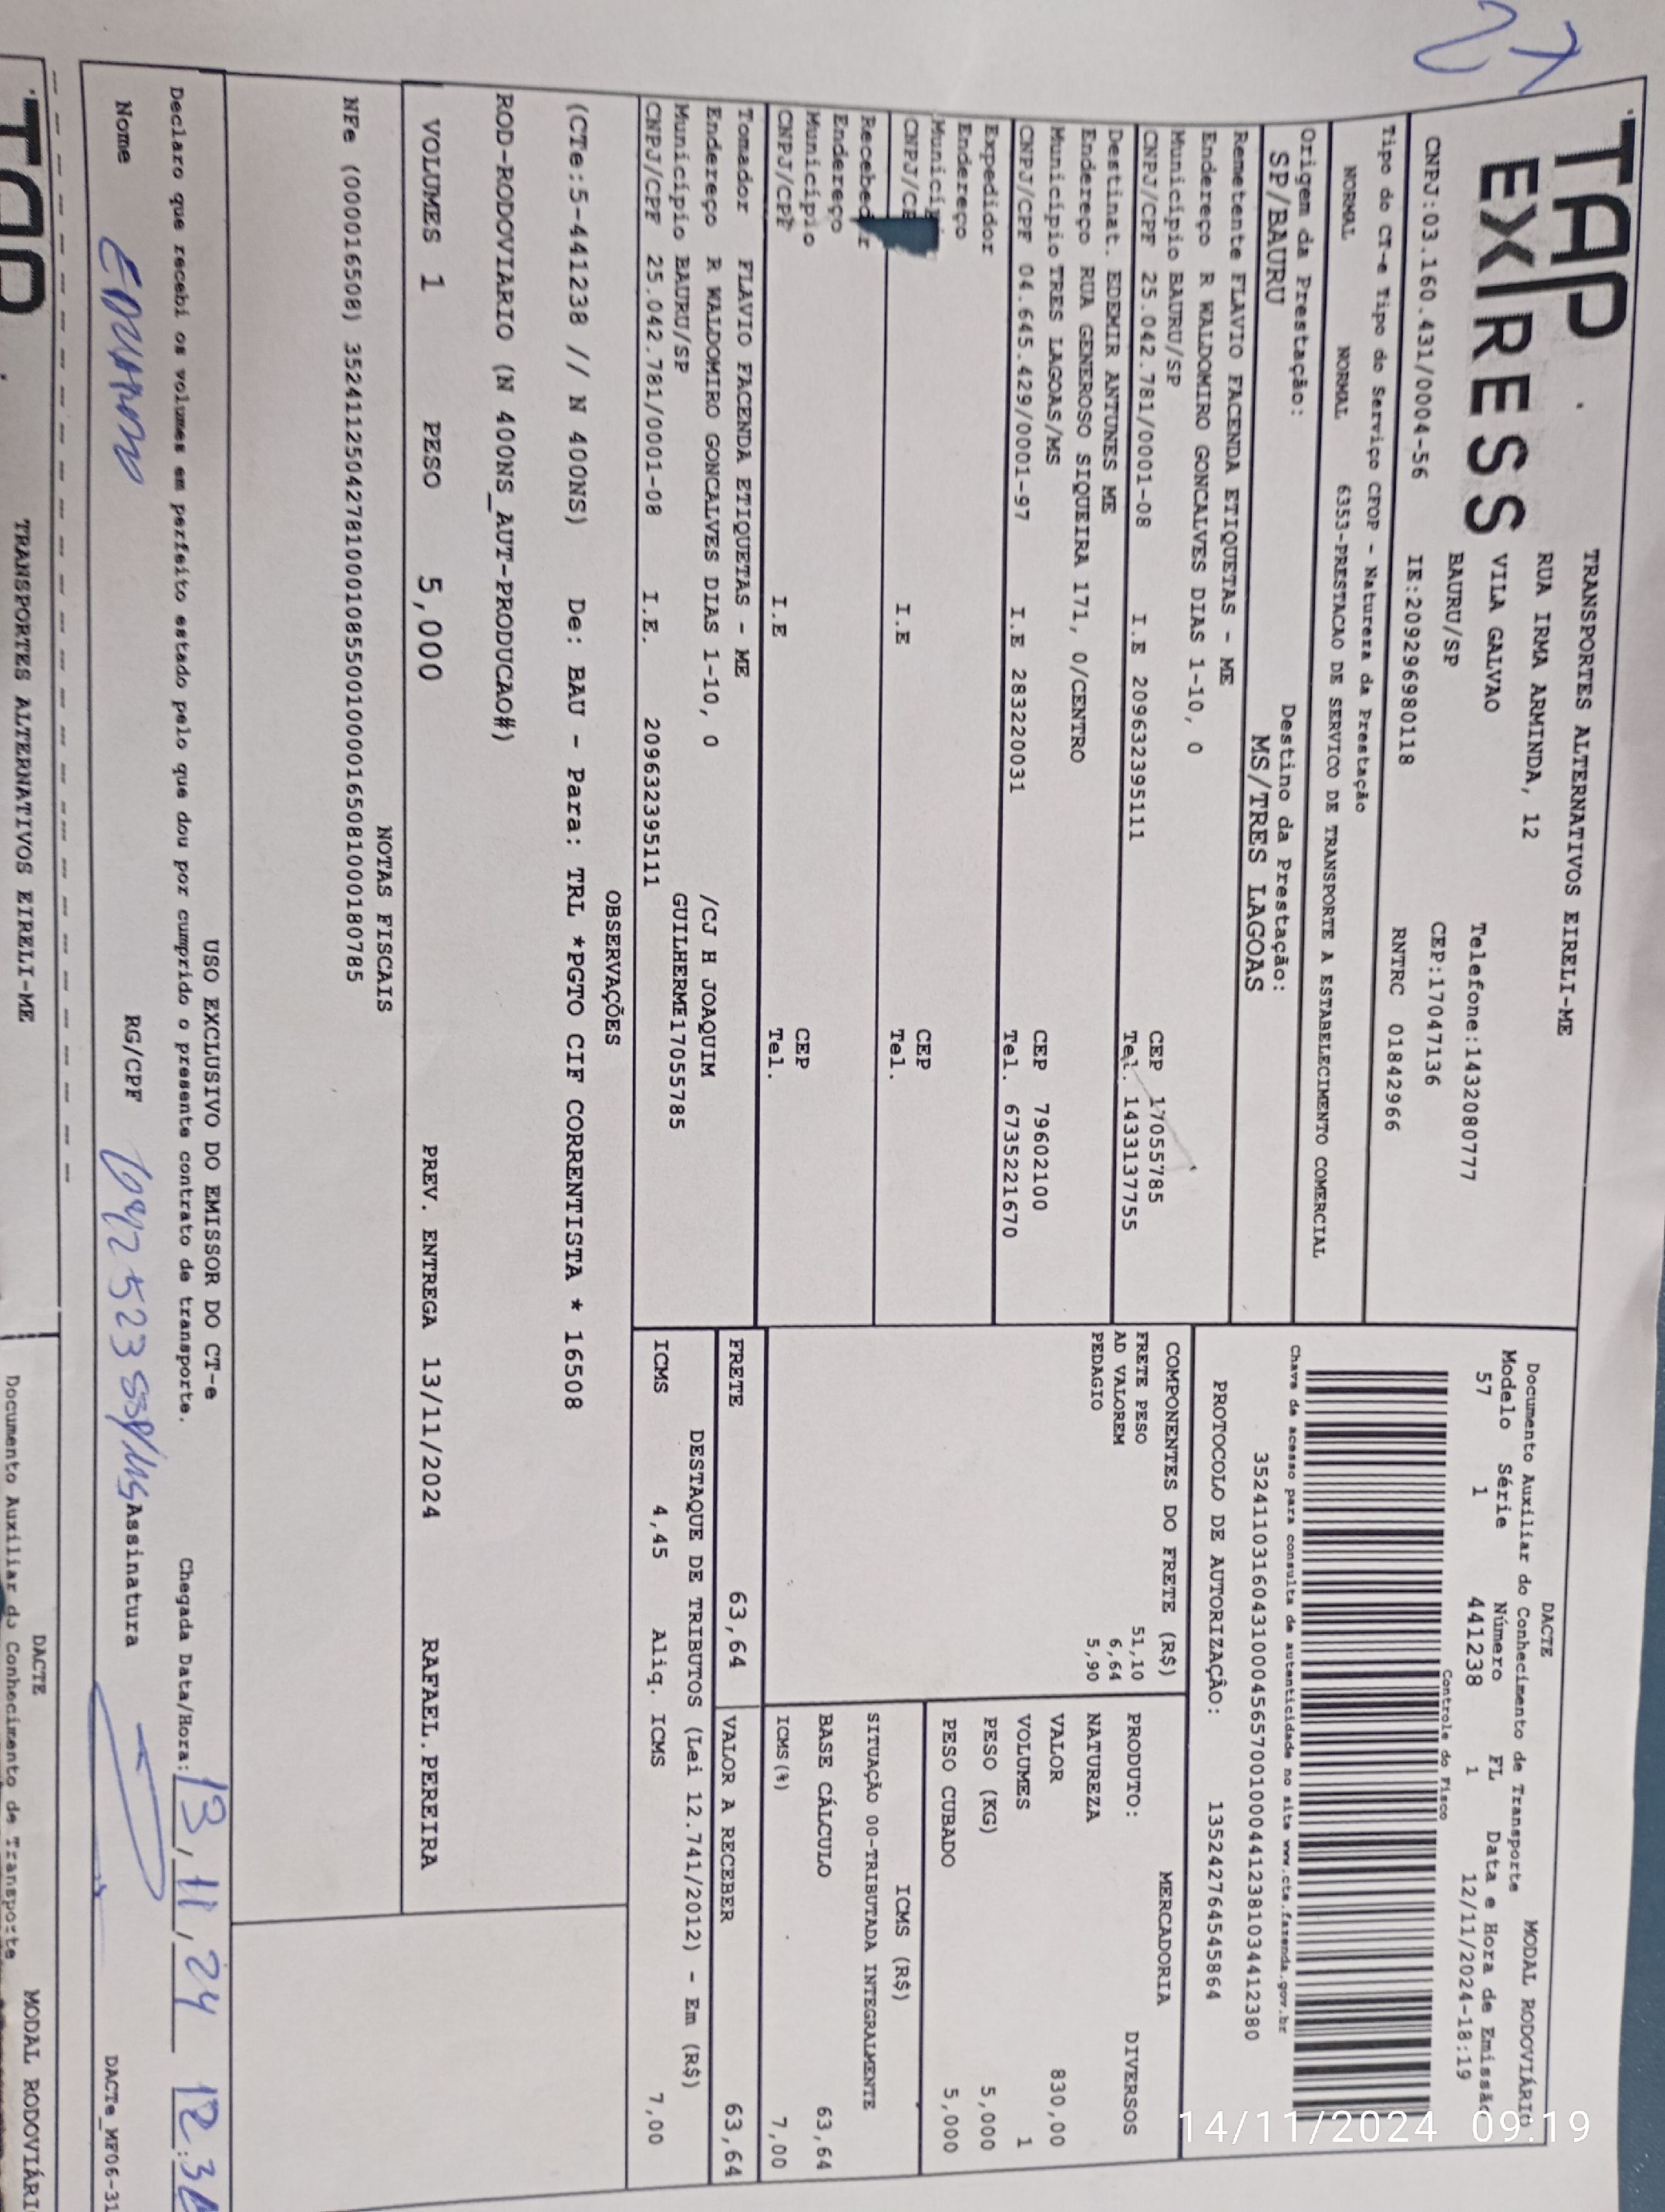 TAP
EXPRESS
TRANSPORTES ALTERNATIVOS EIRELI-ME
RUA IRMA ARMINDA, 12
VILA GALVAO
BAURU/SP
Telefone:1432080777
CEP:17047136
CNPJ:03.160.431/0004-56 IE:209296980118 RNTRC 01842966
Tipo do CT-e Tipo do Serviço CFOP - Natureza da Prestação
NORMAL NORMAL 6353-PRESTACAO DE SERVICO DE TRANSPORTE A ESTABELECIMENTO COMERCIAL
Origem da Prestação: Destino da Prestação:
SP/BAURU MS/TRES LAGOAS
Remetente FLAVIO FACENDA ETIQUETAS - ME
Endereço R WALDOMIRO GONCALVES DIAS 1-10, 0
Município BAURU/SP CEP 17055785
CNPJ/CPF 25.042.781/0001-08 I.E 209632395111 Tel. 1433137755
Destinat. EDEMIR ANTUNES ME
Endereço RUA GENEROSO SIQUEIRA 171, 0/CENTRO
Município TRES LAGOAS/MS CEP 79602100
CNPJ/CPF 04.645.429/0001-97 I.E 283220031 Tel. 6735221670
Expedidor
Endereço
CEP
I.E Tel.
Endereço
Município CEP
CNPJ/CPF I.E Tel.
Tomador FLAVIO FACENDA ETIQUETAS - ME
Endereço R WALDOMIRO GONCALVES DIAS 1-10, 0 /CJ H JOAQUIM
Município BAURU/SP GUILHERME17055785
CNPJ/CPF 25.042.781/0001-08 I.E. 209632395111
DACTE MODAL RODOVIÁRIO
Documento Auxiliar do Conhecimento de Transporte
Modelo Série Número FL Data e Hora de Emissão
57 1 441238 1 12/11/2024-18:19
Controle do Fisco
Chave de acesso para consulta de autenticidade no site www.cte.fazenda.gov.br
35241103160431000456570010004412381034412380
PROTOCOLO DE AUTORIZAÇÃO: 135242764545864
COMPONENTES DO FRETE (R$)
FRETE PESO 51,10
AD VALOREM 6,64
PEDAGIO 5,90
MERCADORIA
PRODUTO: DIVERSOS
NATUREZA
VALOR 830,00
VOLUMES 1
PESO (KG) 5,000
PESO CUBADO 5,000
ICMS (R$)
SITUAÇÃO 00-TRIBUTADA INTEGRALMENTE
BASE CÁLCULO 63,64
ICMS(%) 7,00
FRETE 63,64 VALOR A RECEBER 63,64
DESTAQUE DE TRIBUTOS (Lei 12.741/2012) - Em (R$)
ICMS 4,45 Aliq. ICMS 7,00
OBSERVAÇÕES
(CTe:5-441238 // N 400NS) De: BAU - Para: TRL *PGTO CIF CORRENTISTA * 16508
ROD-RODOVIARIO (N 400NS_AUT-PRODUCAO#)
VOLUMES 1 PESO 5,000 PREV. ENTREGA 13/11/2024 RAFAEL.PEREIRA
NOTAS FISCAIS
NFe (000016508) 35241125042781000108550010000165081000180785
USO EXCLUSIVO DO EMISSOR DO CT-e
Declaro que recebi os volumes em perfeito estado pelo que dou por cumprido o presente contrato de transporte. Chegada Data/Hora: 13/11/24
Nome RG/CPF Assinatura
DACTe_MF06-31
TAP TRANSPORTES ALTERNATIVOS EIRELI-ME
DACTE MODAL RODOVIÁRI
Documento Auxiliar do Conhecimento de Transporte
14/11/2024 09:19